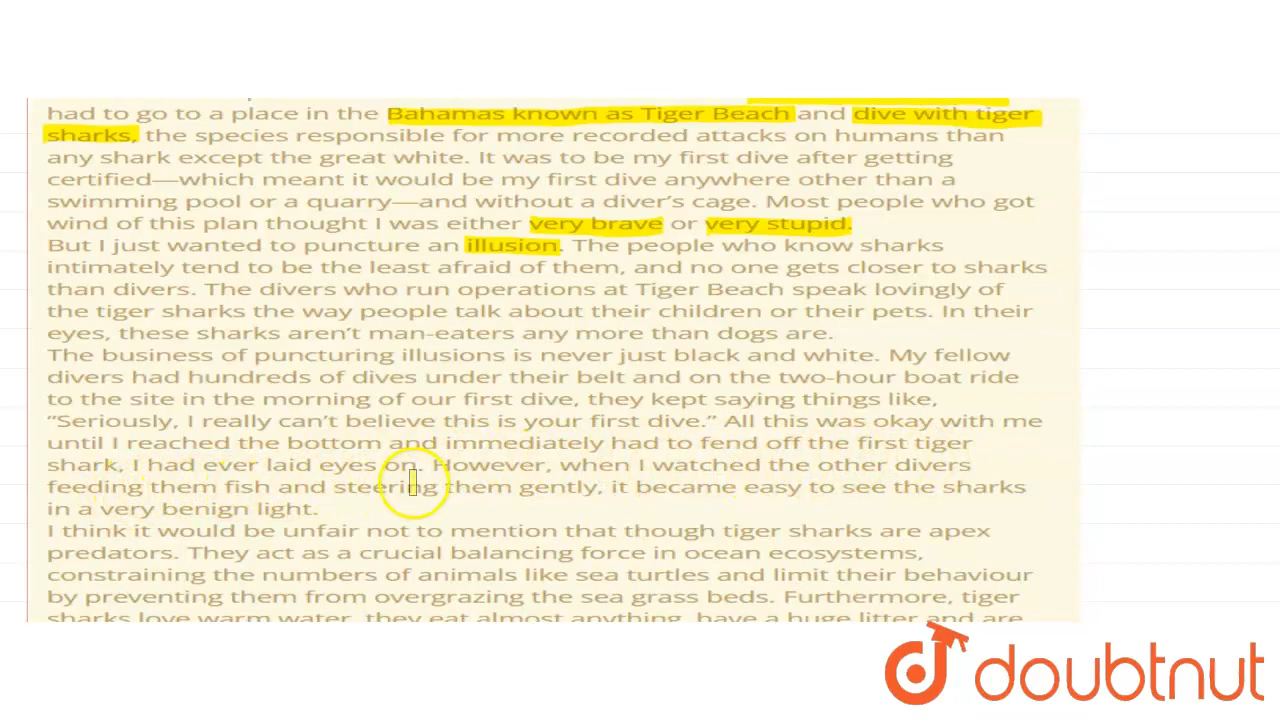 had to go to a place in the Bahamas known as Tiger Beach and dive with tiger
sharks, the species responsible for more recorded attacks on humans than
any shark except the great white. It was to be my first dive after getting
certified—which meant it would be my first dive anywhere other than a
swimming pool or a quarry—and without a diver's cage. Most people who got
wind of this plan thought I was either very brave or very stupid.
But I just wanted to puncture an illusion. The people who know sharks
intimately tend to be the least afraid of them, and no one gets closer to sharks
than divers. The divers who run operations at Tiger Beach speak lovingly of
the tiger sharks the way people talk about their children or their pets. In their
eyes, these sharks aren't man-eaters any more than dogs are.
The business of puncturing illusions is never just black and white. My fellow
divers had hundreds of dives under their belt and on the two-hour boat ride
to the site in the morning of our first dive, they kept saying things like,
“Seriously, I really can't believe this is your first dive.” All this was okay with me
until I reached the bottom and immediately had to fend off the first tiger
shark, I had ever laid eyes on. However, when I watched the other divers
feeding them fish and steering them gently, it became easy to see the sharks
in a very benign light.
I think it would be unfair not to mention that though tiger sharks are apex
predators. They act as a crucial balancing force in ocean ecosystems,
constraining the numbers of animals like sea turtles and limit their behaviour
by preventing them from overgrazing the sea grass beds. Furthermore, tiger
sharks love warm water, they eat almost anything, have a huge litter and are
doubtnut